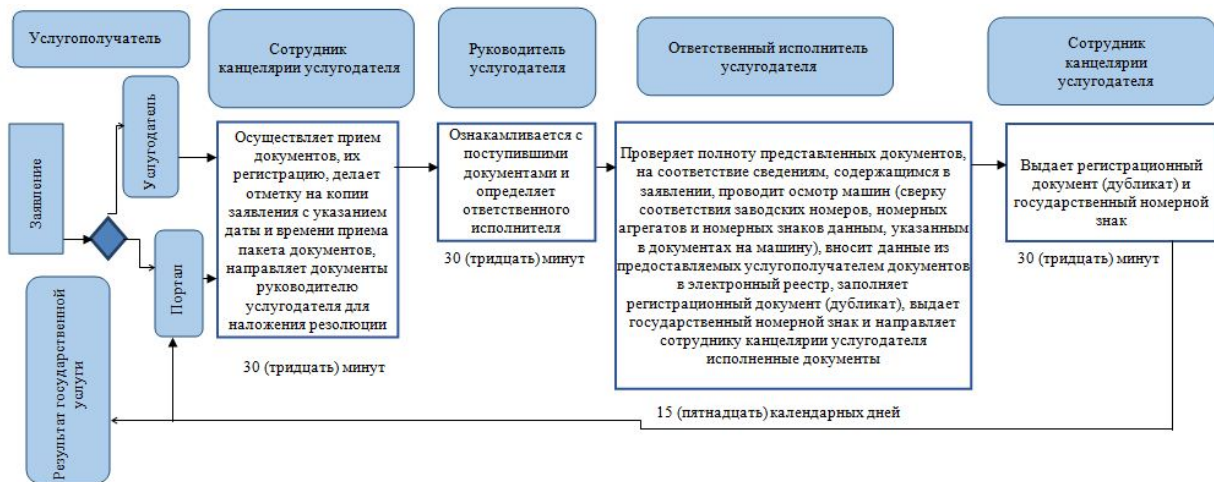 Услугополучатель
Сотрудник
канцелярии услугодателя
Руководитель
услугодателя
Ответственный исполнитель
услугодателя
Сотрудник
канцелярии
услугодателя
Заявление
Услугодатель
Портал
Осуществляет прием
документов, их
регистрацию, делает
отметку на копии
заявления с указанием
даты и времени приема
пакета документов,
направляет документы
руководителю
услугодателя для
наложения резолюции
30 (тридцать) минут
Ознакамливается с
поступившими
документами и
определяет
ответственного
исполнителя
30 (тридцать) минут
Проверяет полноту представленных документов,
на соответствие сведениям, содержащимся в
заявлении, проводит осмотр машин (сверку
соответствия заводских номеров, номерных
агрегатов и номерных знаков данным, указанным
в документах на машину), вносит данные из
предоставляемых услугополучателем документов
в электронный реестр, заполняет
регистрационный документ (дубликат), выдает
государственный номерной знак и направляет
сотруднику канцелярии услугодателя
исполненные документы
15 (пятнадцать) календарных дней
Выдает регистрационный
документ (дубликат) и
государственный номерной
знак
30 (тридцать) минут
Результат государственной
услуги